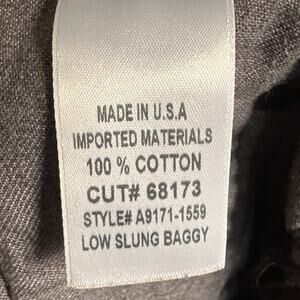 MADE IN U.S.A
IMPORTED MATERIALS
100 % COTTON
CUT# 68173
STYLE# A9171-1559
LOW SLUNG BAGGY